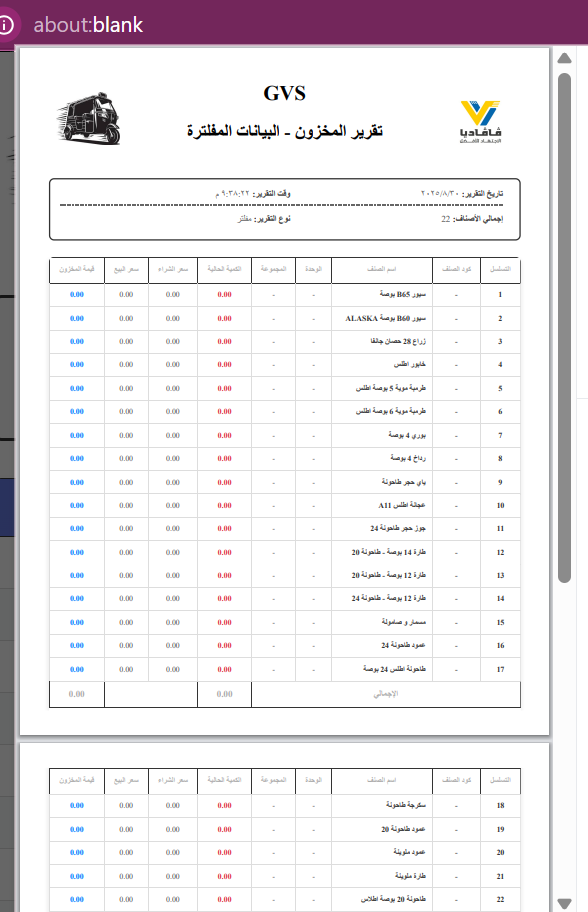 about:blank
GVS
تقرير المخزون - البيانات المفلترة
ڤاڤاديا
تاريخ التقرير: ٢٠٢٥/٨/٣٠ وقت التقرير: ٩:٣٨:٢٢ م
إجمالي الأصناف: 22 نوع التقرير: مفلتر
التسلسل كود الصنف اسم الصنف الوحدة المجموعة الكمية الحالية سعر الشراء سعر البيع قيمة المخزون
1 - سيور B65 بوصة - - 0.00 0.00 0.00 0.00
2 - سيور B60 بوصة ALASKA - - 0.00 0.00 0.00 0.00
3 - زراع 28 حصان جانقا - - 0.00 0.00 0.00 0.00
4 - خابور اطلس - - 0.00 0.00 0.00 0.00
5 - طرمبة موية 5 بوصة اطلس - - 0.00 0.00 0.00 0.00
6 - طرمبة موية 6 بوصة اطلس - - 0.00 0.00 0.00 0.00
7 - بوري 4 بوصة - - 0.00 0.00 0.00 0.00
8 - رداخ 4 بوصة - - 0.00 0.00 0.00 0.00
9 - باي حجر طاحونة - - 0.00 0.00 0.00 0.00
10 - عجانة اطلس A11 - - 0.00 0.00 0.00 0.00
11 - جوز حجر طاحونة 24 - - 0.00 0.00 0.00 0.00
12 - طارة 14 بوصة - طاحونة 20 - - 0.00 0.00 0.00 0.00
13 - طارة 12 بوصة - طاحونة 20 - - 0.00 0.00 0.00 0.00
14 - طارة 12 بوصة - طاحونة 24 - - 0.00 0.00 0.00 0.00
15 - مسمار و صامولة - - 0.00 0.00 0.00 0.00
16 - عمود طاحونة 24 - - 0.00 0.00 0.00 0.00
17 - طاحونة اطلس 24 بوصة - - 0.00 0.00 0.00 0.00
الإجمالي 0.00 0.00
التسلسل كود الصنف اسم الصنف الوحدة المجموعة الكمية الحالية سعر الشراء سعر البيع قيمة المخزون
18 - سكرجة طاحونة - - 0.00 0.00 0.00 0.00
19 - عمود طاحونة 20 - - 0.00 0.00 0.00 0.00
20 - عمود ملوينة - - 0.00 0.00 0.00 0.00
21 - طارة ملوينة - - 0.00 0.00 0.00 0.00
22 - طاحونة 20 بوصة اطلاس - - 0.00 0.00 0.00 0.00